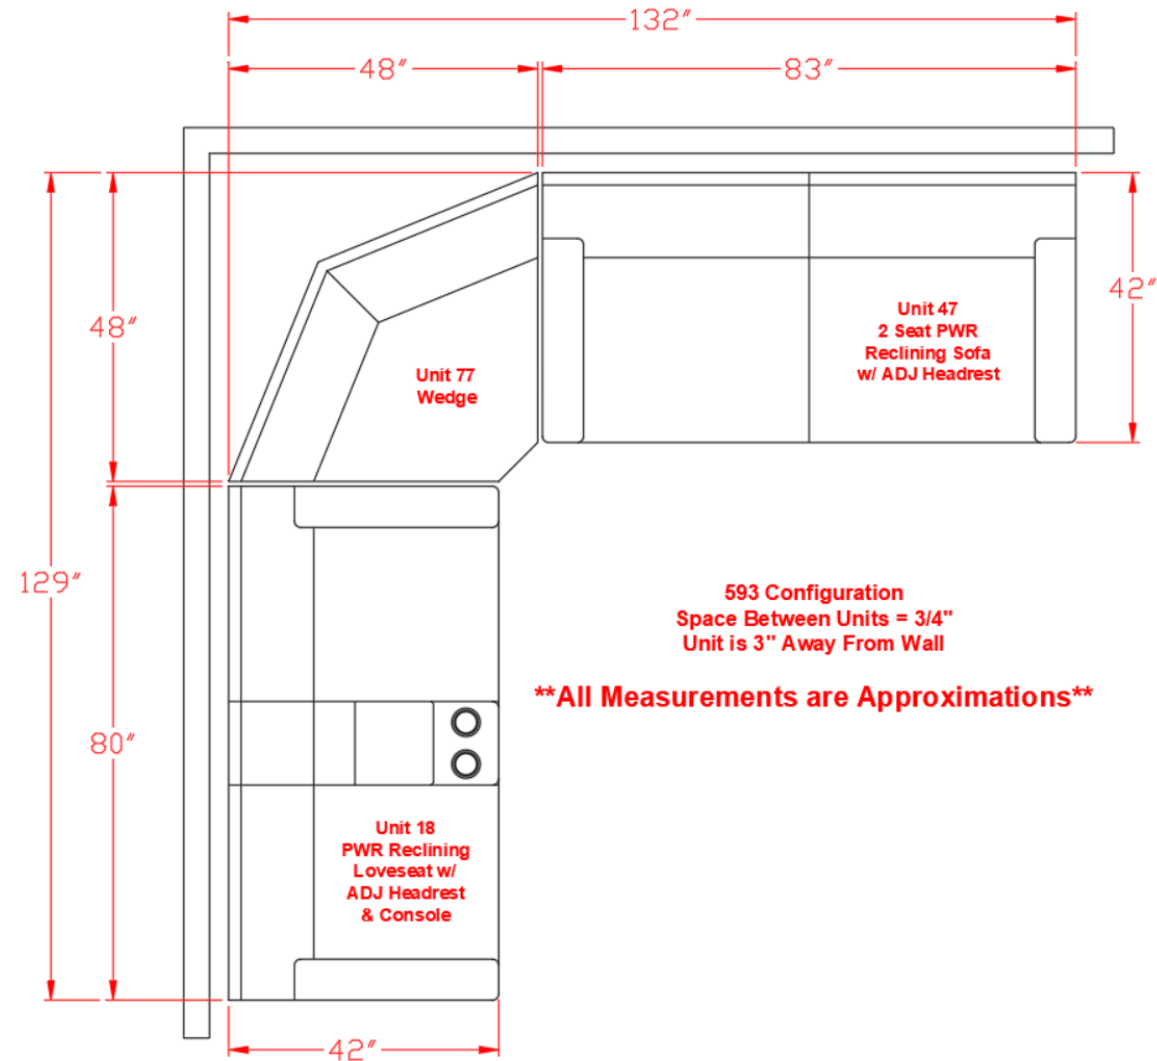 132"
48"
83"
48"
42"
Unit 47
2 Seat PWR
Reclining Sofa
w/ ADJ Headrest
Unit 77
Wedge
129"
593 Configuration
Space Between Units = 3/4"
Unit is 3" Away From Wall
**All Measurements are Approximations**
80"
Unit 18
PWR Reclining
Loveseat w/
ADJ Headrest
& Console
42"